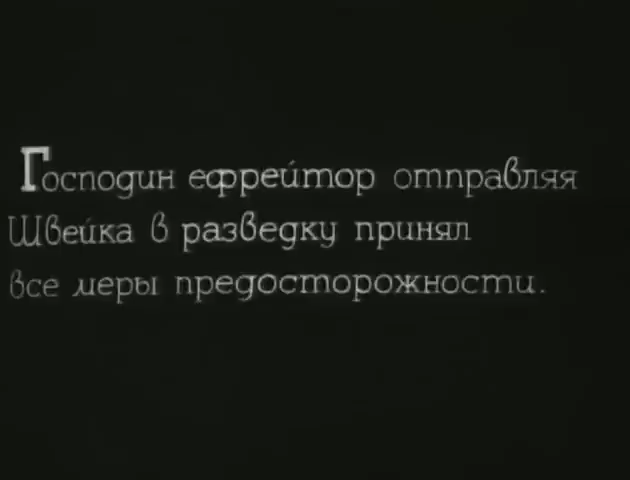 Господин ефрейтор отправляя
Швейка в разведку принял
все меры предосторожности.